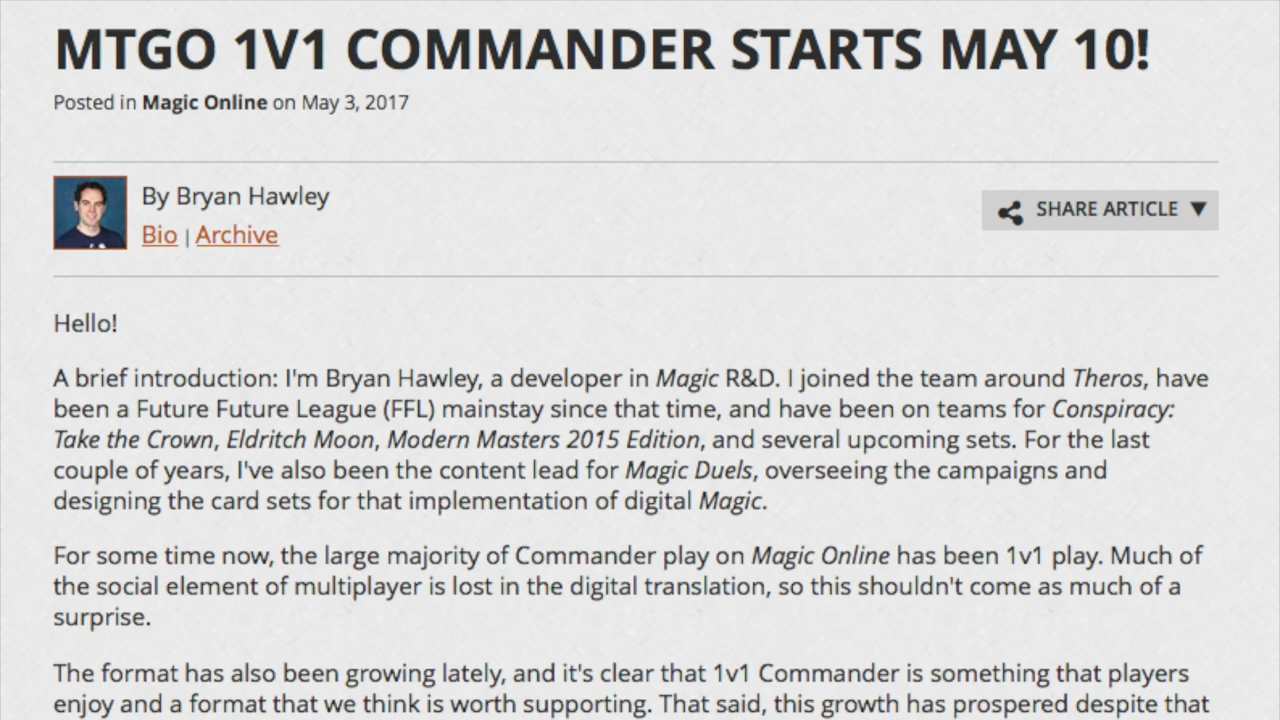 MTGO 1V1 COMMANDER STARTS MAY 10!
Posted in Magic Online on May 3, 2017
By Bryan Hawley
SHARE ARTICLE ▼
Bio | Archive
Hello!
A brief introduction: I'm Bryan Hawley, a developer in Magic R&D. I joined the team around Theros, have
been a Future Future League (FFL) mainstay since that time, and have been on teams for Conspiracy:
Take the Crown, Eldritch Moon, Modern Masters 2015 Edition, and several upcoming sets. For the last
couple of years, I've also been the content lead for Magic Duels, overseeing the campaigns and
designing the card sets for that implementation of digital Magic.
For some time now, the large majority of Commander play on Magic Online has been 1v1 play. Much of
the social element of multiplayer is lost in the digital translation, so this shouldn't come as much of a
surprise.
The format has also been growing lately, and it's clear that 1v1 Commander is something that players
enjoy and a format that we think is worth supporting. That said, this growth has prospered despite that